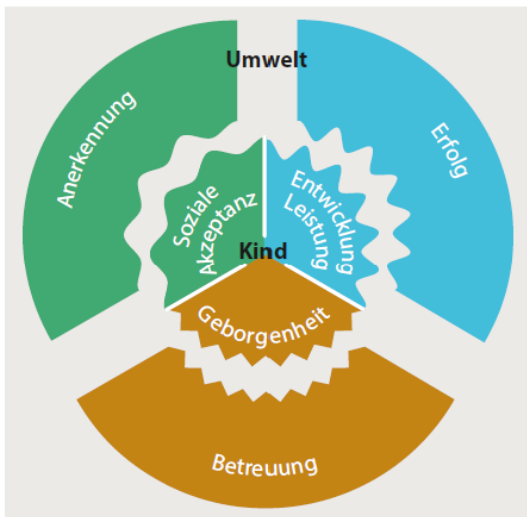 Umwelt
Anerkennung
Erfolg
Soziale
Akzeptanz
Entwicklung
Leistung
Kind
Geborgenheit
Betreuung